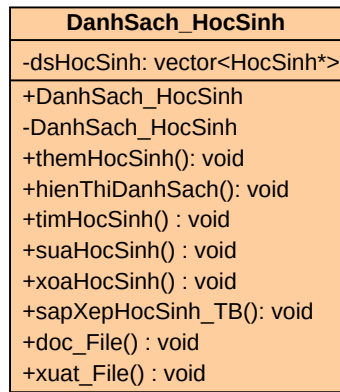 DanhSach_HocSinh
-dsHocSinh: vector<HocSinh*>
+DanhSach_HocSinh
-DanhSach_HocSinh
+themHocSinh(): void
+hienThiDanhSach(): void
+timHocSinh() : void
+suaHocSinh() : void
+xoaHocSinh() : void
+sapXepHocSinh_TB(): void
+doc_File() : void
+xuat_File() : void